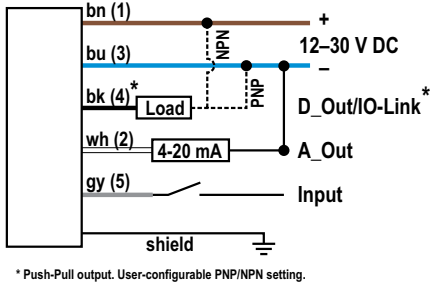 bn (1)
+
NPN
12–30 V DC
bu (3)
–
PNP
bk (4)*
Load
D_Out/IO-Link*
wh (2)
4-20 mA
A_Out
gy (5)
Input
shield
* Push-Pull output. User-configurable PNP/NPN setting.